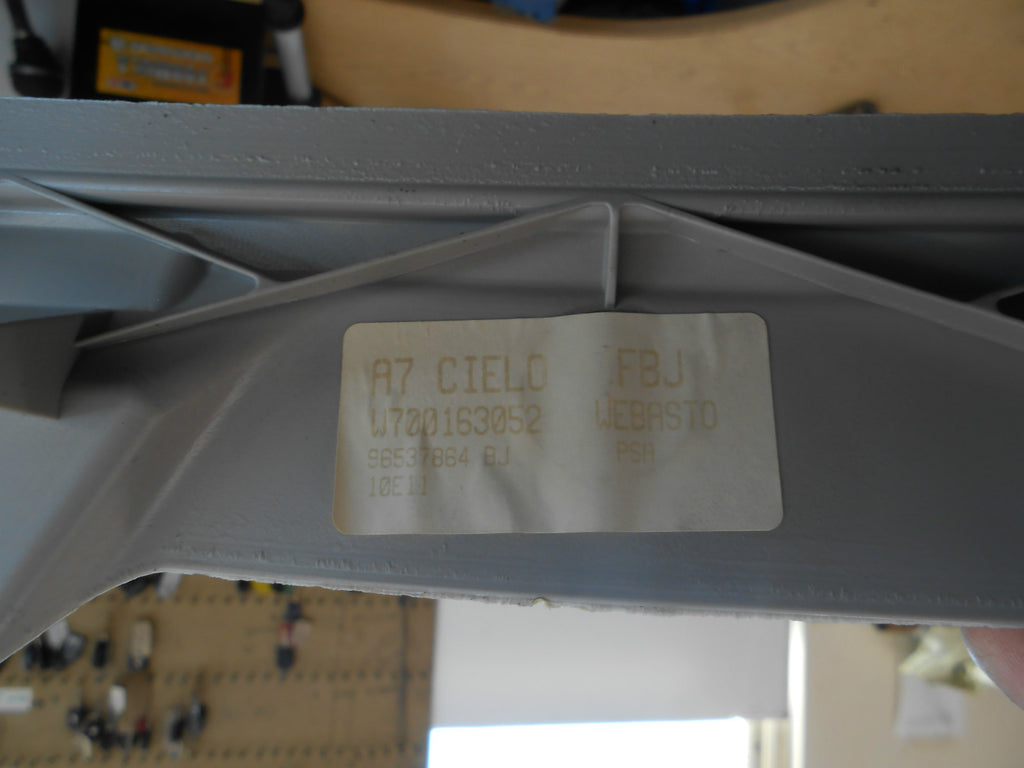 A7 CIELO FBJ
W700163052 WEBASTO
96537864 BJ PSA
10E11